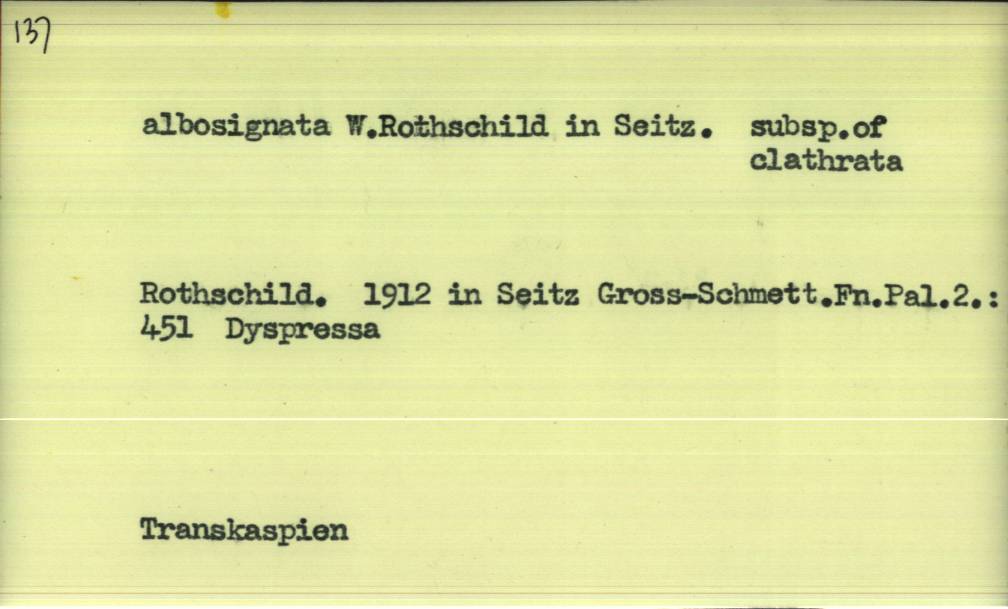 137
albosignata W.Rothschild in Seitz. subsp.of
clathrata
Rothschild. 1912 in Seitz Gross-Schmett.Fn.Pal.2.:
451 Dyspressa
Transkaspien